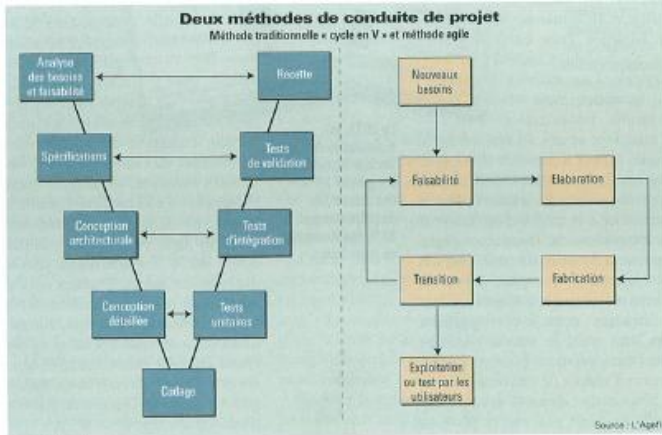 Deux méthodes de conduite de projet
Méthode traditionnelle « cycle en V » et méthode agile
Analyse
des besoins
et faisabilité
Recette
Spécifications
Tests
de validation
Conception
architecturale
Tests
d'intégration
Conception
détaillée
Tests
unitaires
Codage
Nouveaux
besoins
Faisabilité
Elaboration
Transition
Fabrication
Exploitation
ou test par les
utilisateurs
Source : L'Agefi